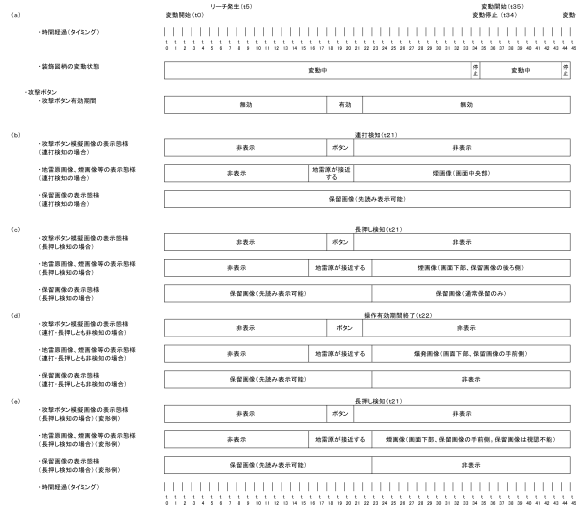 リーチ発生(t5)
変動開始(t35)
(a)
変動開始(t0)
変動停止(t34)
変動
・時間経過(タイミング)
t t t t t t t t t t t t t t t t t t t t t t t t t t t t t t t t t t t t t t t t t t t t t t
0 1 2 3 4 5 6 7 8 9 10 11 12 13 14 15 16 17 18 19 20 21 22 23 24 25 26 27 28 29 30 31 32 33 34 35 36 37 38 39 40 41 42 43 44 45
・装飾図柄の変動状態
変動中 停止 変動中 停止
・攻撃ボタン
・攻撃ボタン有効期間
無効 有効 無効
(b)
連打検知(t21)
・攻撃ボタン模擬画像の表示態様
(連打検知の場合)
非表示 ボタン 非表示
・地雷原画像、煙画像等の表示態様
(連打検知の場合)
非表示 地雷原が接近する 煙画像(画面中央部)
・保留画像の表示態様
(連打検知の場合)
保留画像(先読み表示可能)
(c)
長押し検知(t21)
・攻撃ボタン模擬画像の表示態様
(長押し検知の場合)
非表示 ボタン 非表示
・地雷原画像、煙画像等の表示態様
(長押し検知の場合)
非表示 地雷原が接近する 煙画像(画面下部、保留画像の後ろ側)
・保留画像の表示態様
(長押し検知の場合)
保留画像(先読み表示可能) 保留画像(通常保留のみ)
(d)
操作有効期間終了(t22)
・攻撃ボタン模擬画像の表示態様
(連打・長押しとも非検知の場合)
非表示 ボタン 非表示
・地雷原画像、煙画像等の表示態様
(連打・長押しとも非検知の場合)
非表示 地雷原が接近する 爆発画像(画面下部、保留画像の手前側)
・保留画像の表示態様
(連打・長押しとも非検知の場合)
保留画像(先読み表示可能) 非表示
(e)
長押し検知(t21)
・攻撃ボタン模擬画像の表示態様
(長押し検知の場合)(変形例)
非表示 ボタン 非表示
・地雷原画像、煙画像等の表示態様
(長押し検知の場合)(変形例)
非表示 地雷原が接近する 煙画像(画面下部、保留画像の手前側。保留画像は視認不能)
・保留画像の表示態様
(長押し検知の場合)(変形例)
保留画像(先読み表示可能) 非表示
・時間経過(タイミング)
t t t t t t t t t t t t t t t t t t t t t t t t t t t t t t t t t t t t t t t t t t t t t t
0 1 2 3 4 5 6 7 8 9 10 11 12 13 14 15 16 17 18 19 20 21 22 23 24 25 26 27 28 29 30 31 32 33 34 35 36 37 38 39 40 41 42 43 44 45